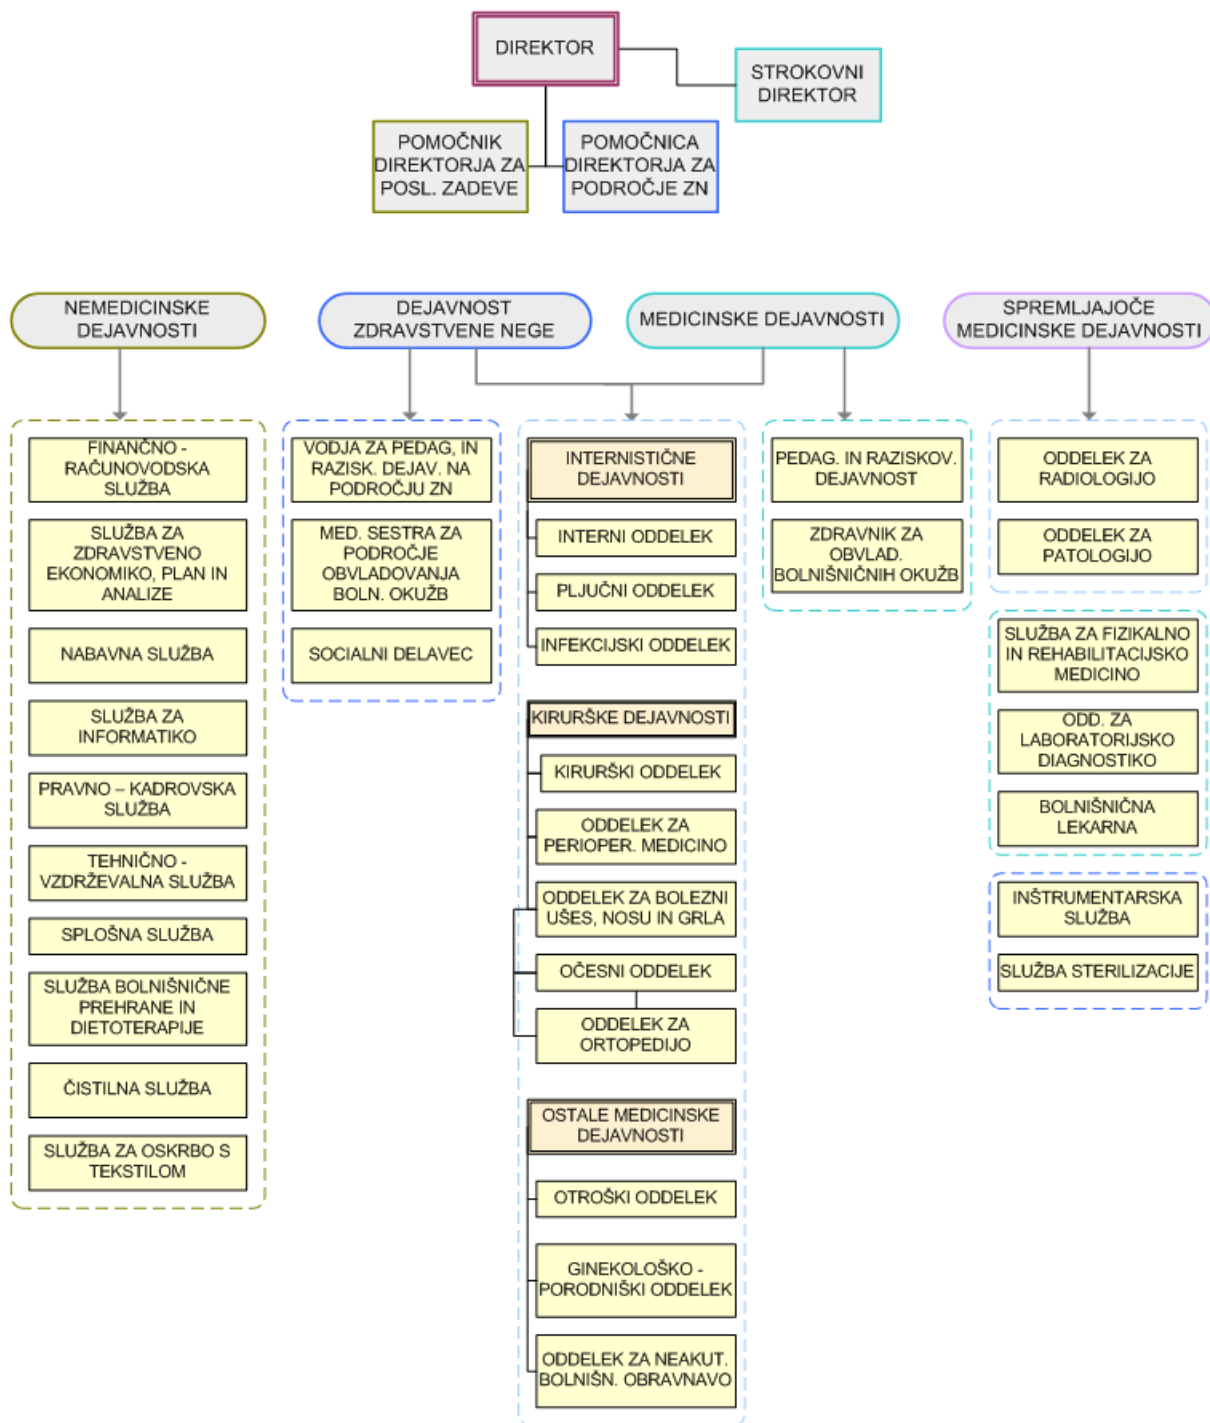 DIREKTOR
STROKOVNI
DIREKTOR
POMOČNIK
DIREKTORJA ZA
POSL. ZADEVE
POMOČNICA
DIREKTORJA ZA
PODROČJE ZN
NEMEDICINSKE
DEJAVNOSTI
DEJAVNOST
ZDRAVSTVENE NEGE
MEDICINSKE DEJAVNOSTI
SPREMLJAJOČE
MEDICINSKE DEJAVNOSTI
FINANČNO -
RAČUNOVODSKA
SLUŽBA
SLUŽBA ZA
ZDRAVSTVENO
EKONOMIKO, PLAN IN
ANALIZE
NABAVNA SLUŽBA
SLUŽBA ZA
INFORMATIKO
PRAVNO – KADROVSKA
SLUŽBA
TEHNIČNO -
VZDRŽEVALNA SLUŽBA
SPLOŠNA SLUŽBA
SLUŽBA BOLNIŠNIČNE
PREHRANE IN
DIETOTERAPIJE
ČISTILNA SLUŽBA
SLUŽBA ZA OSKRBO S
TEKSTILOM
VODJA ZA PEDAG, IN
RAZISK. DEJAV. NA
PODROČJU ZN
MED. SESTRA ZA
PODROČJE
OBVLADOVANJA
BOLN. OKUŽB
SOCIALNI DELAVEC
INTERNISTIČNE
DEJAVNOSTI
INTERNI ODDELEK
PLJUČNI ODDELEK
INFEKCIJSKI ODDELEK
KIRURŠKE DEJAVNOSTI
KIRURŠKI ODDELEK
ODDELEK ZA
PERIOPER. MEDICINO
ODDELEK ZA BOLEZNI
UŠES, NOSU IN GRLA
OČESNI ODDELEK
ODDELEK ZA
ORTOPEDIJO
OSTALE MEDICINSKE
DEJAVNOSTI
OTROŠKI ODDELEK
GINEKOLOŠKO -
PORODNIŠKI ODDELEK
ODDELEK ZA NEAKUT.
BOLNIŠN. OBRAVNAVO
PEDAG. IN RAZISKOV.
DEJAVNOST
ZDRAVNIK ZA
OBVLAD.
BOLNIŠNIČNIH OKUŽB
ODDELEK ZA
RADIOLOGIJO
ODDELEK ZA
PATOLOGIJO
SLUŽBA ZA FIZIKALNO
IN REHABILITACIJSKO
MEDICINO
ODD. ZA
LABORATORIJSKO
DIAGNOSTIKO
BOLNIŠNIČNA
LEKARNA
INŠTRUMENTARSKA
SLUŽBA
SLUŽBA STERILIZACIJE